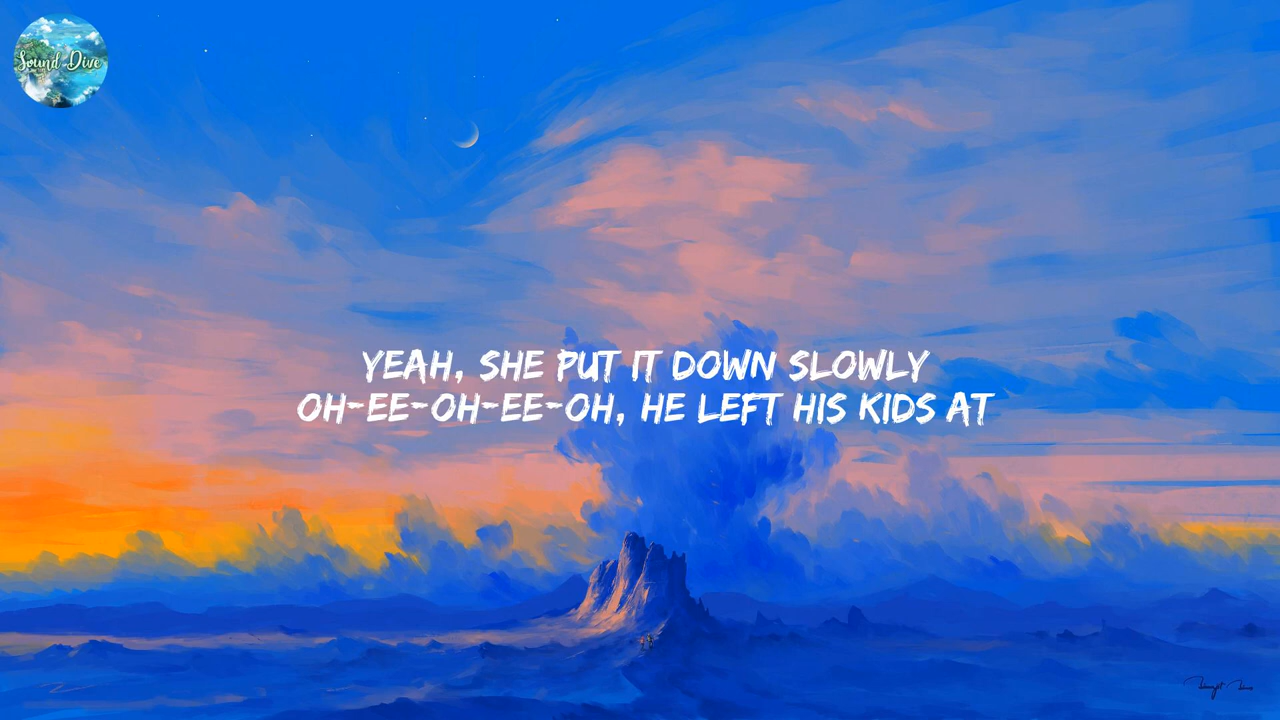 Sound Dive
YEAH, SHE PUT IT DOWN SLOWLY
OH-EE-OH-EE-OH, HE LEFT HIS KIDS AT